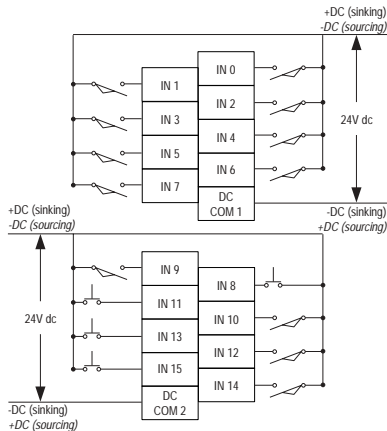 +DC (sinking)
-DC (sourcing)
IN 0
IN 1
IN 2
IN 3
IN 4
IN 5
IN 6
IN 7
DC
COM 1
24V dc
-DC (sinking)
+DC (sourcing)
+DC (sinking)
-DC (sourcing)
24V dc
IN 9
IN 8
IN 11
IN 10
IN 13
IN 12
IN 15
IN 14
DC
COM 2
-DC (sinking)
+DC (sourcing)